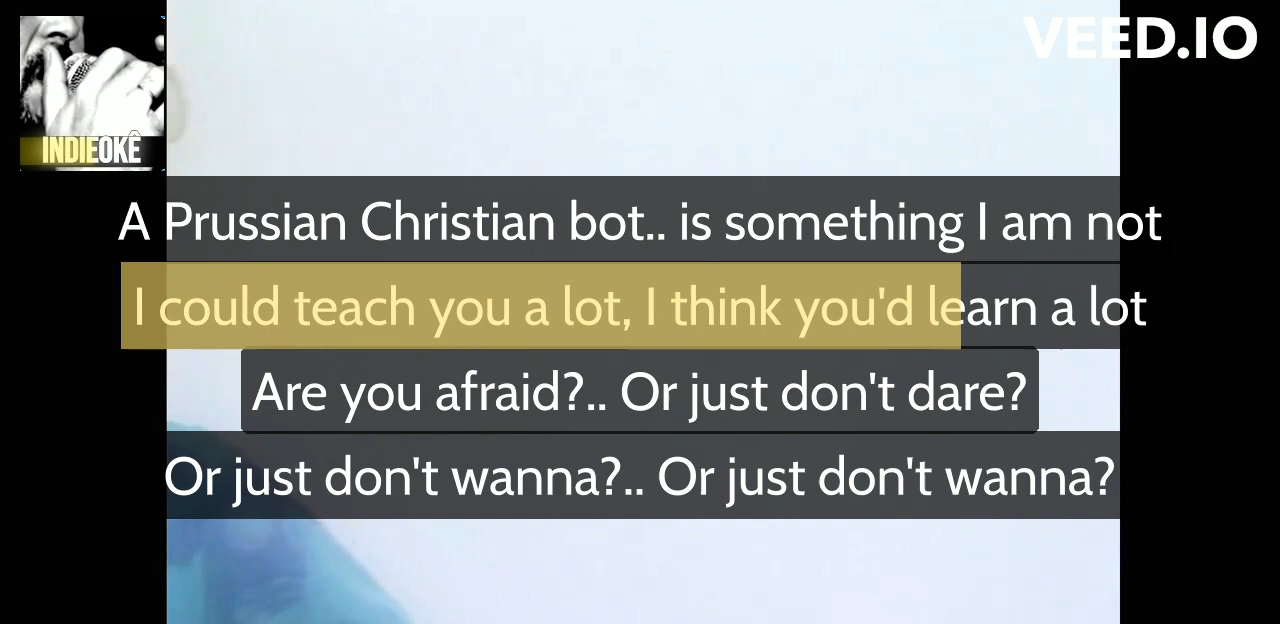 VEED.IO
INDIEOKÊ
A Prussian Christian bot.. is something I am not
I could teach you a lot, I think you'd learn a lot
Are you afraid?.. Or just don't dare?
Or just don't wanna?.. Or just don't wanna?